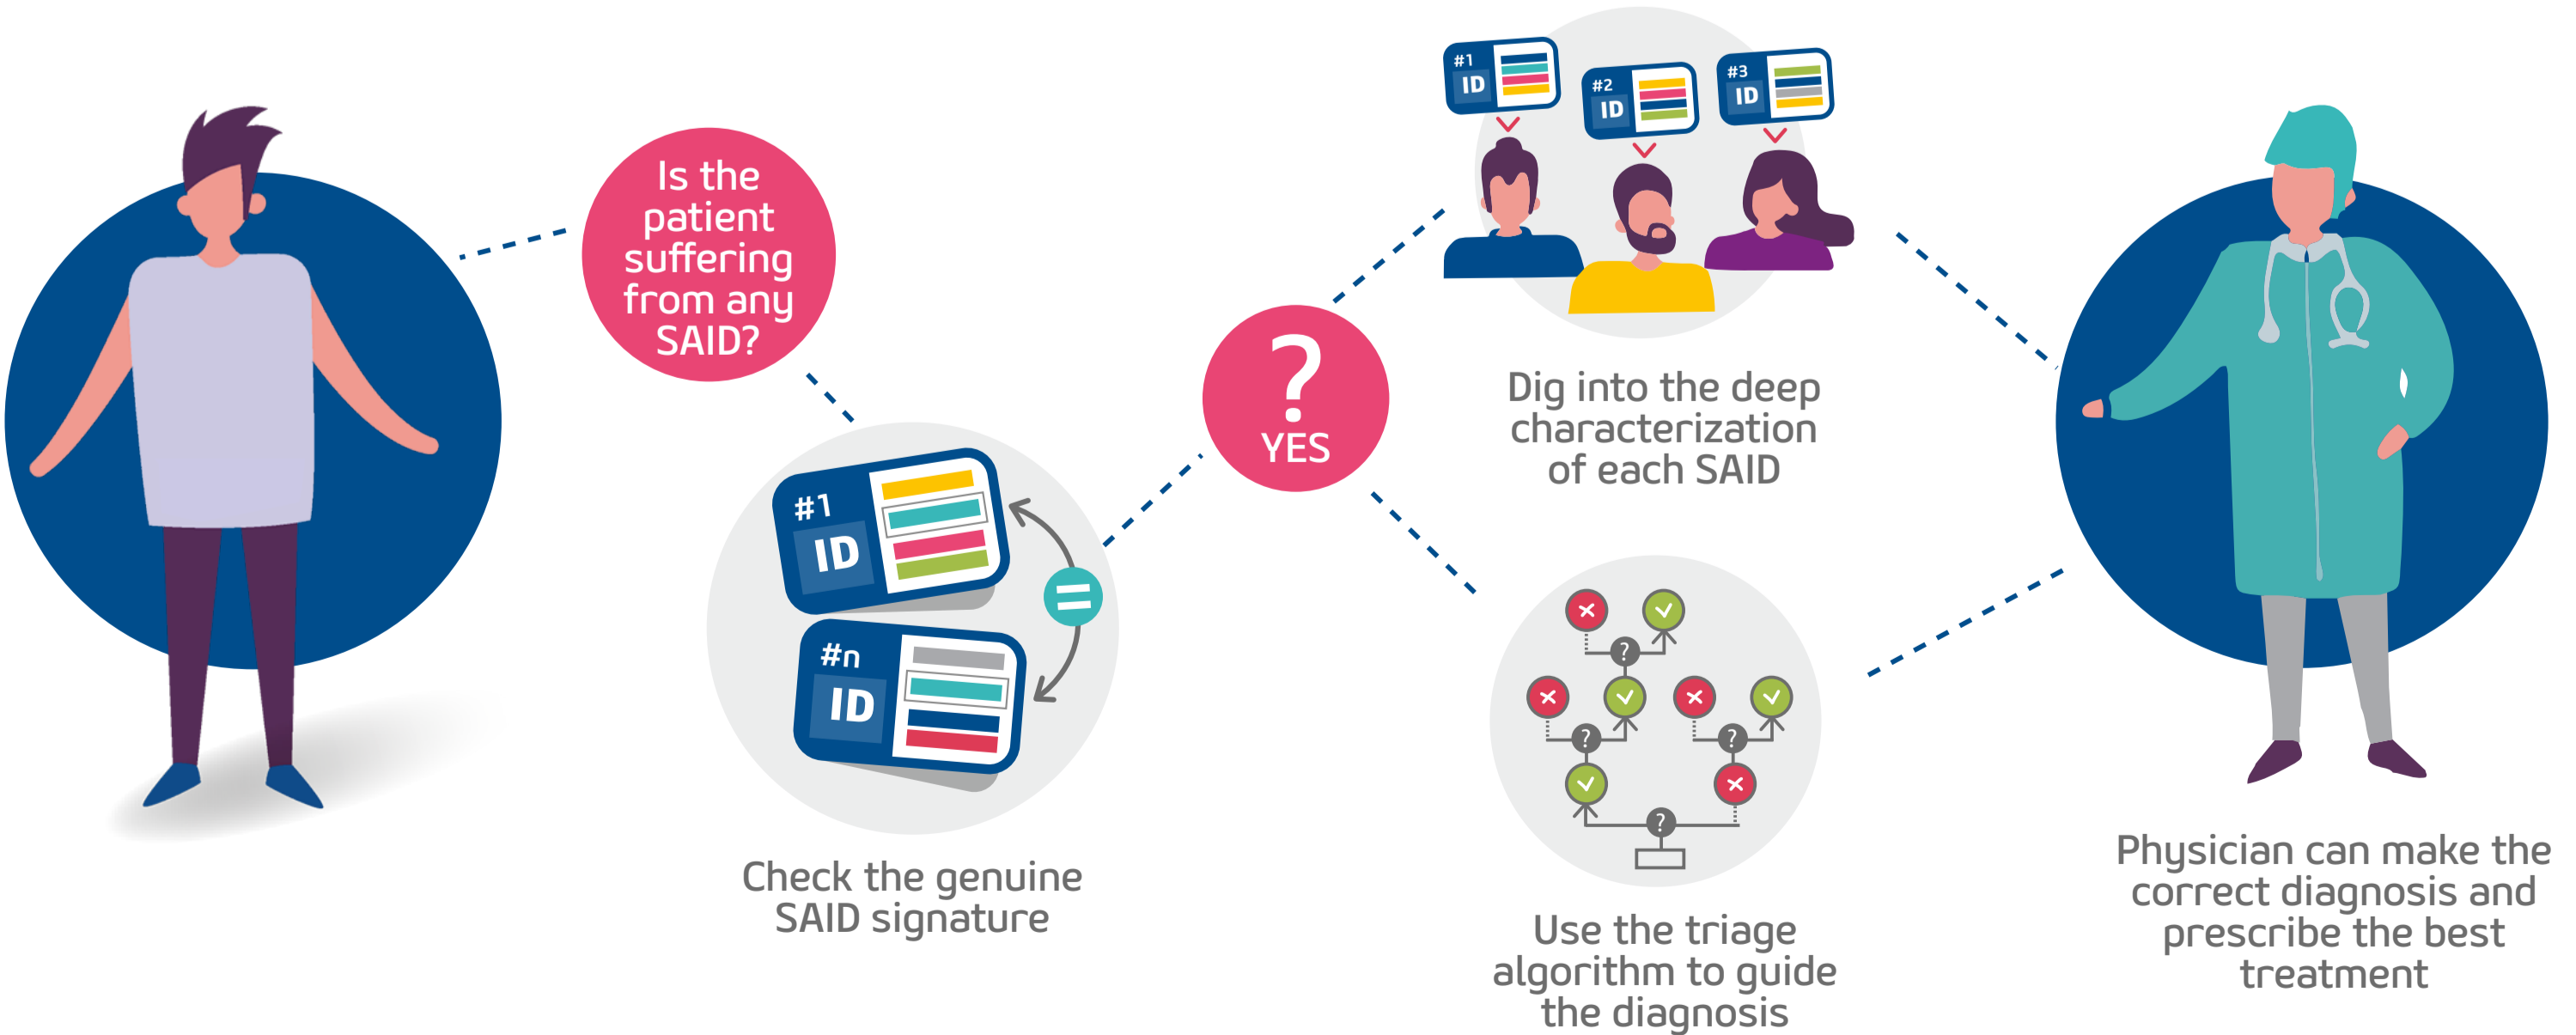 Is the
patient
suffering
from any
SAID?
#1
ID
#n
ID
Check the genuine
SAID signature
?
YES
#1
ID
#2
ID
#3
ID
Dig into the deep
characterization
of each SAID
?
?
?
?
Use the triage
algorithm to guide
the diagnosis
Physician can make the
correct diagnosis and
prescribe the best
treatment